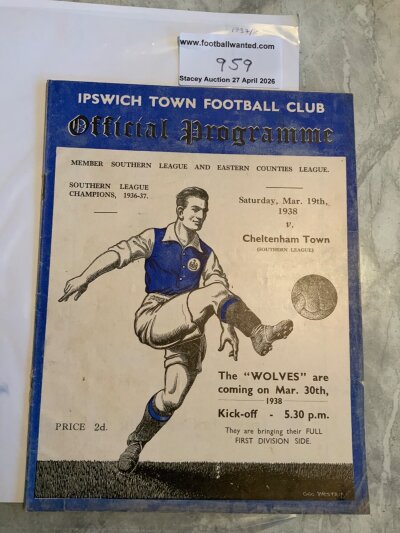 www.footballwanted.com
959
Stacey Auction 27 April 2026
IPSWICH TOWN FOOTBALL CLUB
Official Programme
MEMBER SOUTHERN LEAGUE AND EASTERN COUNTIES LEAGUE.
SOUTHERN LEAGUE
CHAMPIONS, 1936-37.
Saturday, Mar. 19th,
1938
v.
Cheltenham Town
(SOUTHERN LEAGUE)
The "WOLVES" are
coming on Mar. 30th,
1938
Kick-off - 5.30 p.m.
They are bringing their FULL
FIRST DIVISION SIDE.
PRICE 2d.